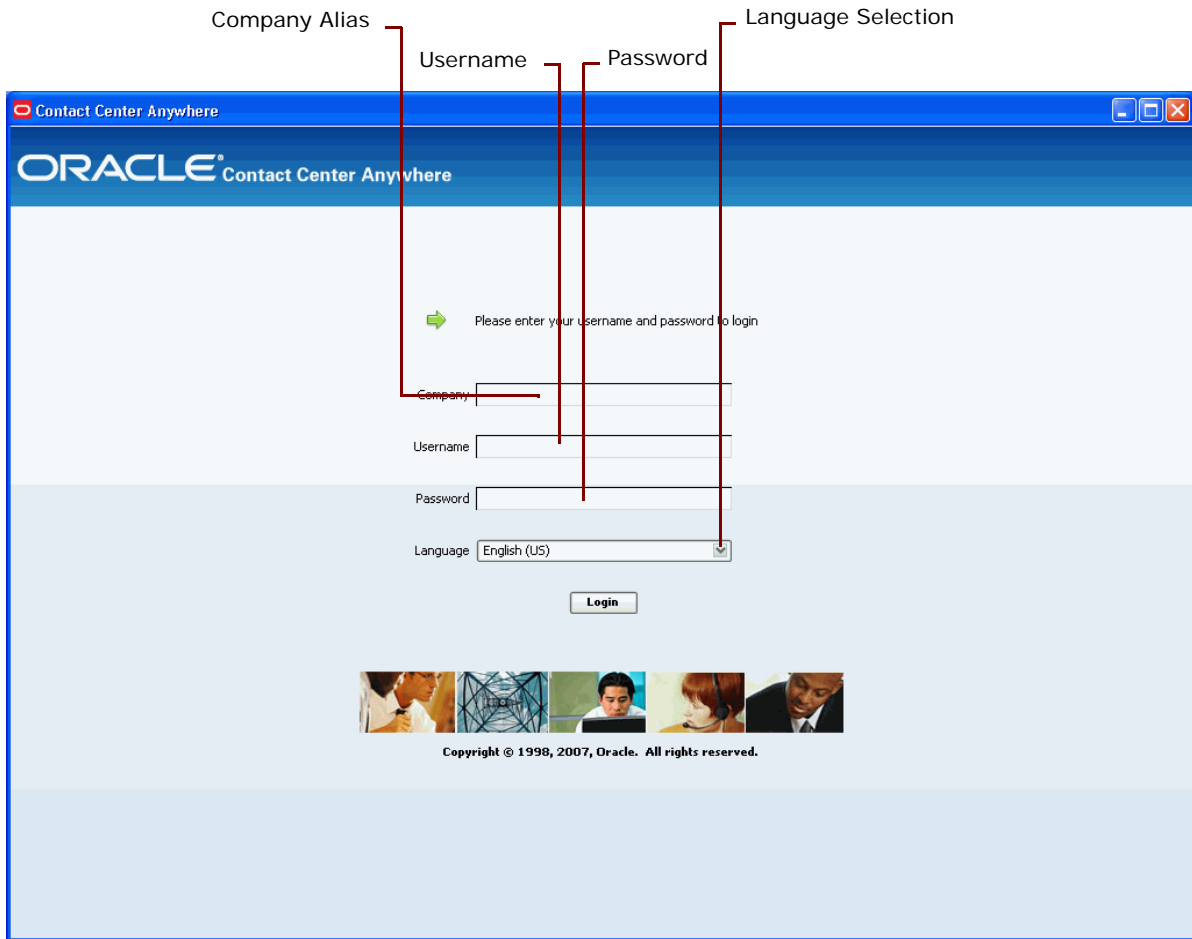 Company Alias
Language Selection
Username
Password
Contact Center Anywhere
ORACLE® Contact Center Anywhere
Please enter your username and password to login
Company
Username
Password
Language English (US)
Login
Copyright © 1998, 2007, Oracle. All rights reserved.